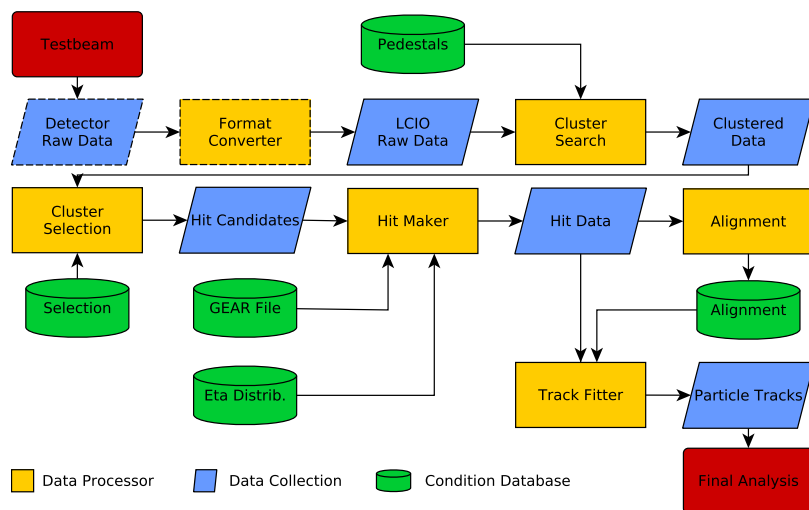 Testbeam
Pedestals
Detector
Raw Data
Format
Converter
LCIO
Raw Data
Cluster
Search
Clustered
Data
Cluster
Selection
Hit Candidates
Hit Maker
Hit Data
Alignment
Selection
GEAR File
Alignment
Eta Distrib.
Track Fitter
Particle Tracks
Data Processor
Data Collection
Condition Database
Final Analysis